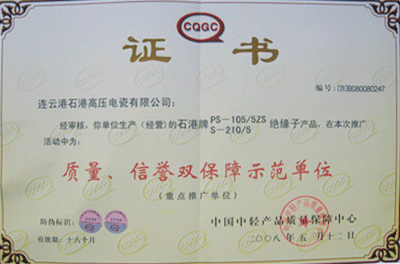 CQGC
证书
编号:DHB080080247
连云港石港高压电瓷有限公司:
经审核,你单位生产(经营)的石港牌 PS-105/5ZS 绝缘子产品,在本次推广
S-210/5
活动中为:
质量、信誉双保障示范单位
(重点推广单位)
防伪标识:
有效期:十八个月
中国中轻产品质量保障中心
二〇〇八年五月十二日